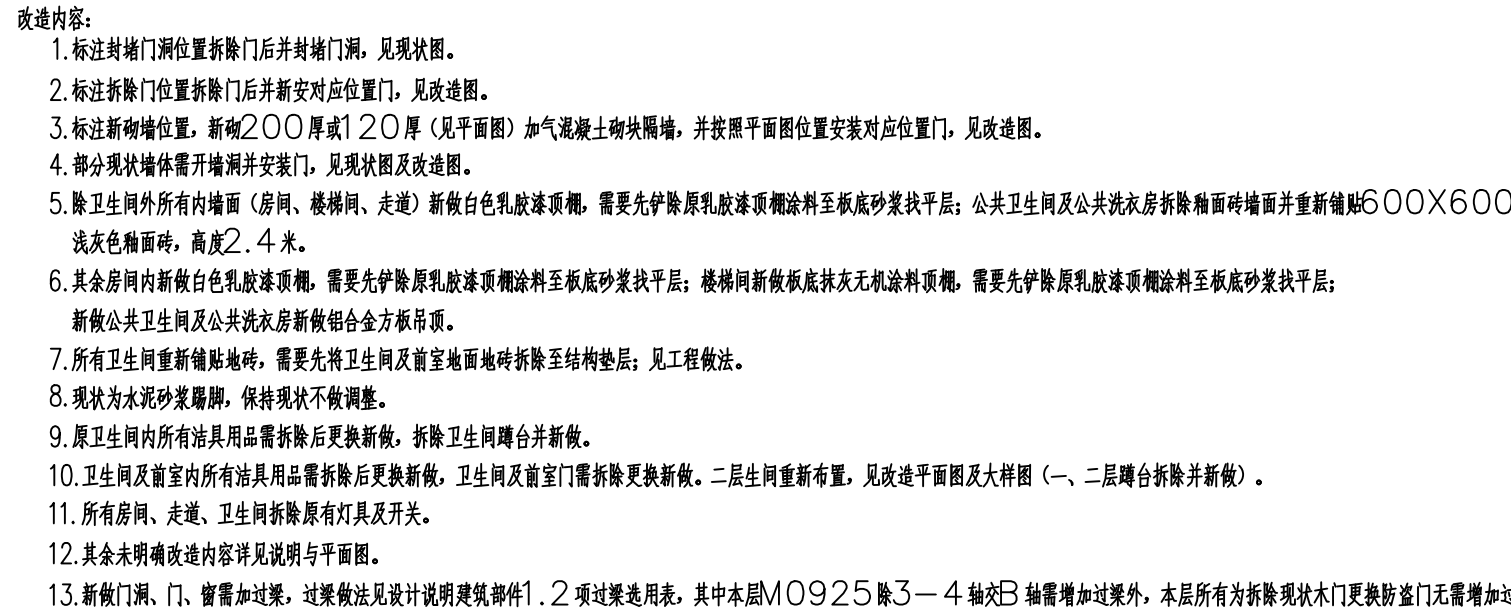 改造内容：
1.标注封堵门洞位置拆除门后并封堵门洞，见现状图。
2.标注拆除门位置拆除门后并新安对应位置门，见改造图。
3.标注新砌墙位置，新砌200厚或120厚（见平面图）加气混凝土砌块隔墙，并按照平面图位置安装对应位置门，见改造图。
4.部分现状墙体需开墙洞并安装门，见现状图及改造图。
5.除卫生间外所有内墙面（房间、楼梯间、走道）新做白色乳胶漆顶棚，需要先铲除原乳胶漆顶棚涂料至板底砂浆找平层；公共卫生间及公共洗衣房拆除釉面砖墙面并重新铺贴600X600
浅灰色釉面砖，高度2.4米。
6.其余房间内新做白色乳胶漆顶棚，需要先铲除原乳胶漆顶棚涂料至板底砂浆找平层；楼梯间新做板底抹灰无机涂料顶棚，需要先铲除原乳胶漆顶棚涂料至板底砂浆找平层；
新做公共卫生间及公共洗衣房新做铝合金方板吊顶。
7.所有卫生间重新铺贴地砖，需要先将卫生间及前室地面地砖拆除至结构垫层；见工程做法。
8.现状为水泥砂浆踢脚，保持现状不做调整。
9.原卫生间内所有洁具用品需拆除后更换新做，拆除卫生间蹲台并新做。
10.卫生间及前室内所有洁具用品需拆除后更换新做，卫生间及前室门需拆除更换新做。二层生间重新布置，见改造平面图及大样图（一、二层蹲台拆除并新做）。
11.所有房间、走道、卫生间拆除原有灯具及开关。
12.其余未明确改造内容详见说明与平面图。
13.新做门洞、门、窗需加过梁，过梁做法见设计说明建筑部件1.2项过梁选用表，其中本层M0925除3-4轴交B轴需增加过梁外，本层所有为拆除现状木门更换防盗门无需增加过